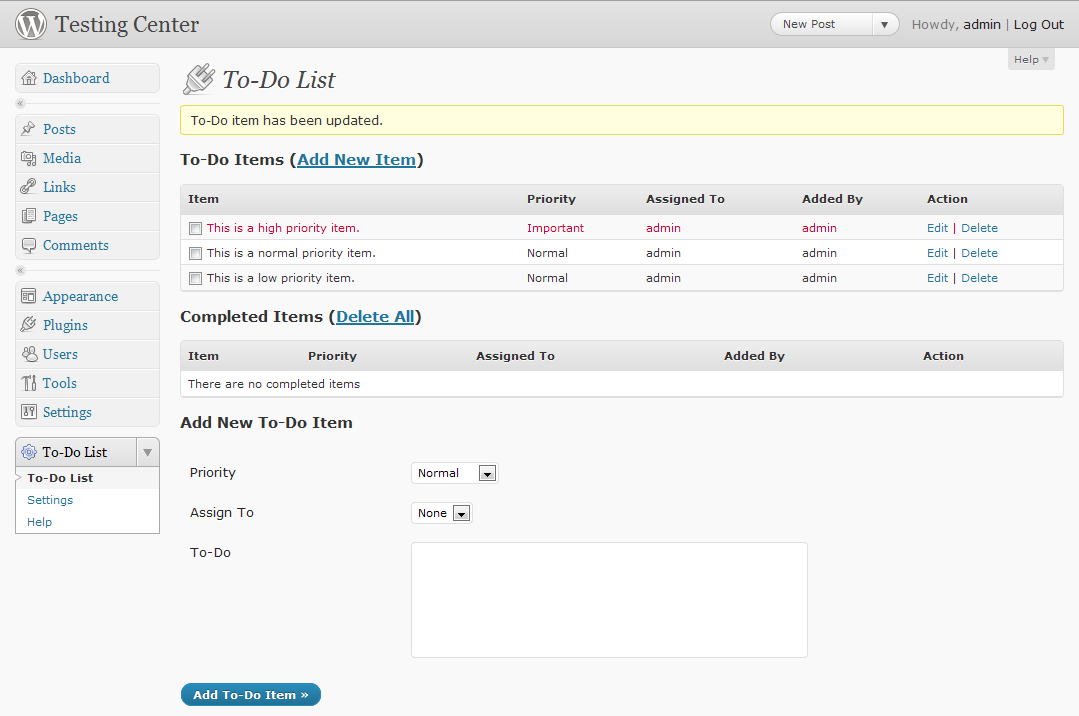 Testing Center
New Post
Howdy, admin | Log Out
Help
Dashboard
Posts
Media
Links
Pages
Comments
Appearance
Plugins
Users
Tools
Settings
To-Do List
To-Do List
Settings
Help
To-Do List
To-Do item has been updated.
To-Do Items (Add New Item)
Item Priority Assigned To Added By Action
This is a high priority item. Important admin admin Edit | Delete
This is a normal priority item. Normal admin admin Edit | Delete
This is a low priority item. Normal admin admin Edit | Delete
Completed Items (Delete All)
Item Priority Assigned To Added By Action
There are no completed items
Add New To-Do Item
Priority Normal
Assign To None
To-Do
Add To-Do Item »